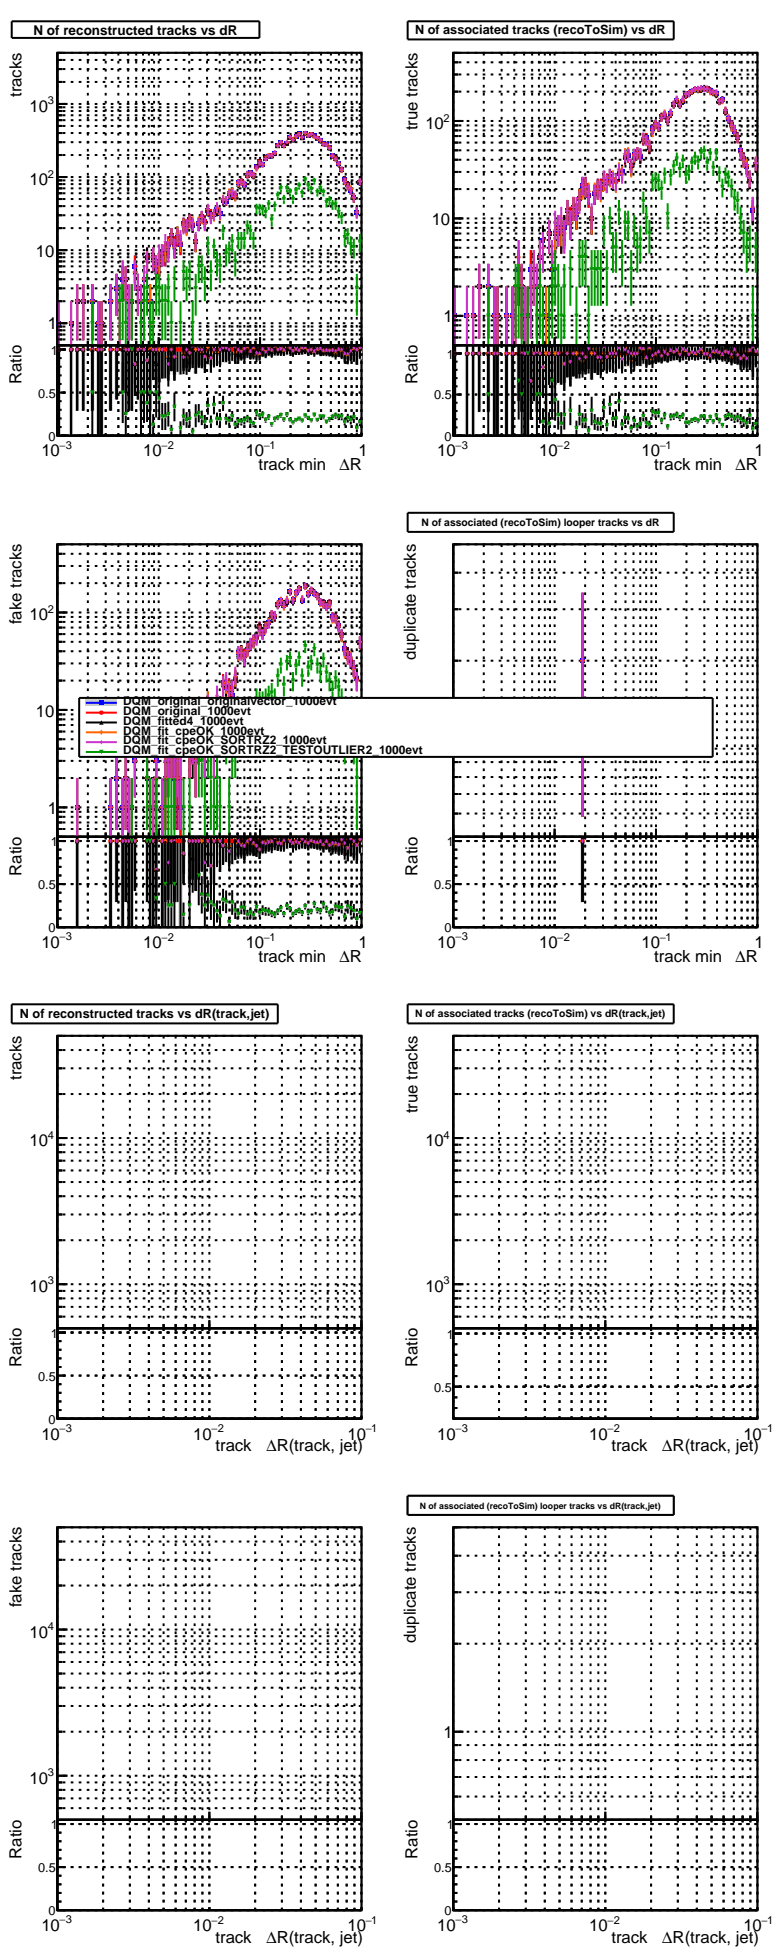 N of reconstructed tracks vs dR
tracks
10³
10²
10
1
Ratio
1
0.5
0
10⁻³
10⁻²
10⁻¹
1
track min ΔR
N of associated tracks (recoToSim) vs dR
true tracks
10²
10
1
Ratio
1
0.5
0
10⁻³
10⁻²
10⁻¹
1
track min ΔR
fake tracks
10²
10
1
Ratio
1
0.5
0
10⁻³
10⁻²
10⁻¹
1
track min ΔR
N of associated (recoToSim) looper tracks vs dR
duplicate tracks
Ratio
1
0.5
0
10⁻³
10⁻²
10⁻¹
1
track min ΔR
DQM_original_originalvector_1000evt
DQM_original_1000evt
DQM_fitted4_1000evt
DQM_fit_cpeOK_1000evt
DQM_fit_cpeOK_SORTRZ2_1000evt
DQM_fit_cpeOK_SORTRZ2_TESTOUTLIER2_1000evt
N of reconstructed tracks vs dR(track,jet)
tracks
10⁴
10³
Ratio
1
0.5
0
10⁻³
10⁻²
10⁻¹
track ΔR(track, jet)
N of associated tracks (recoToSim) vs dR(track,jet)
true tracks
10⁴
10³
Ratio
1
0.5
10⁻³
10⁻²
10⁻¹
track ΔR(track, jet)
fake tracks
10⁴
10³
Ratio
1
0.5
0
10⁻³
10⁻²
10⁻¹
track ΔR(track, jet)
N of associated (recoToSim) looper tracks vs dR(track,jet)
duplicate tracks
1
Ratio
1
0.5
0
10⁻³
10⁻²
10⁻¹
track ΔR(track, jet)